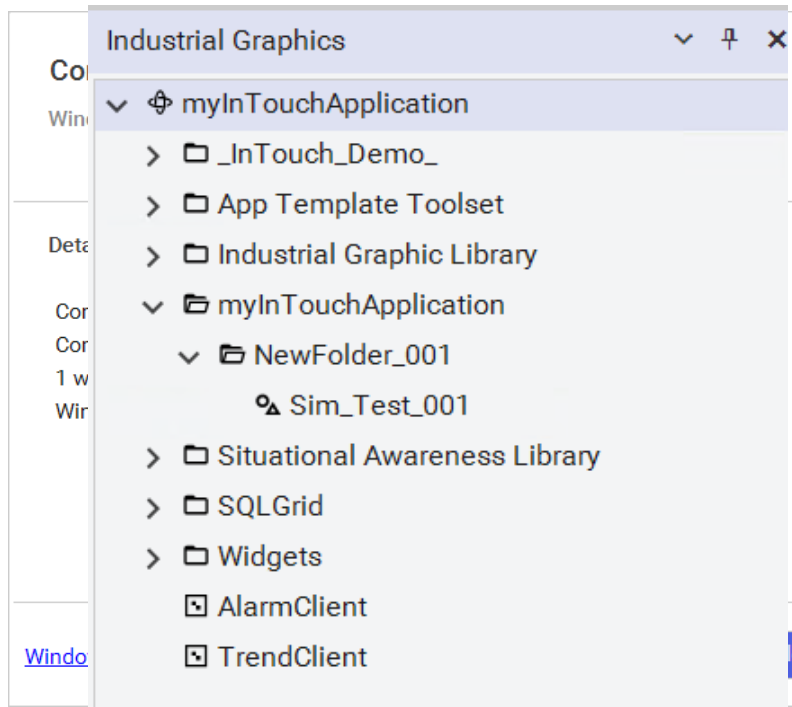 Industrial Graphics
myInTouchApplication
_InTouch_Demo_
App Template Toolset
Industrial Graphic Library
myInTouchApplication
NewFolder_001
Sim_Test_001
Situational Awareness Library
SQLGrid
Widgets
AlarmClient
TrendClient